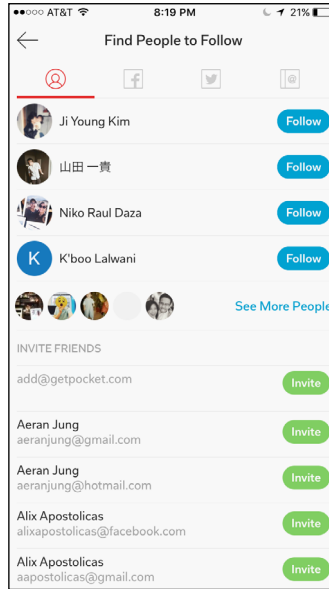 AT&T 8:19 PM 21%
Find People to Follow
f @
Ji Young Kim Follow
山田 一貴 Follow
Niko Raul Daza Follow
K K'boo Lalwani Follow
See More People
INVITE FRIENDS
add@getpocket.com Invite
Aeran Jung
aeranjung@gmail.com Invite
Aeran Jung
aeranjung@hotmail.com Invite
Alix Apostolicas
alixapostolicas@facebook.com Invite
Alix Apostolicas
aapostolicas@gmail.com Invite